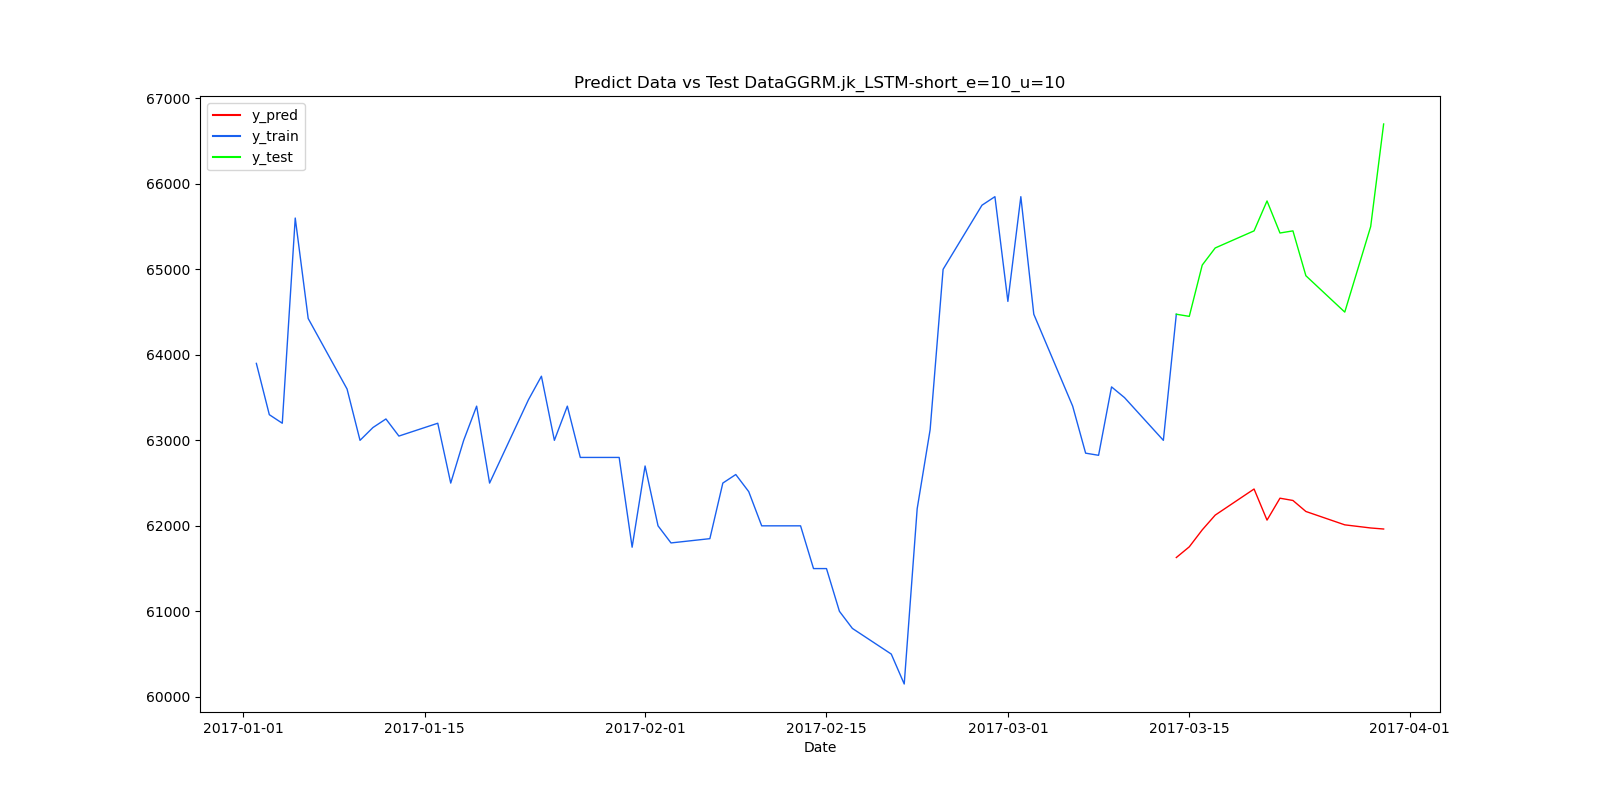 Predict Data vs Test DataGGRM.jk_LSTM-short_e=10_u=10
67000
66000
65000
64000
63000
62000
61000
60000
y_pred
y_train
y_test
2017-01-01 2017-01-15 2017-02-01 2017-02-15 2017-03-01 2017-03-15 2017-04-01
Date